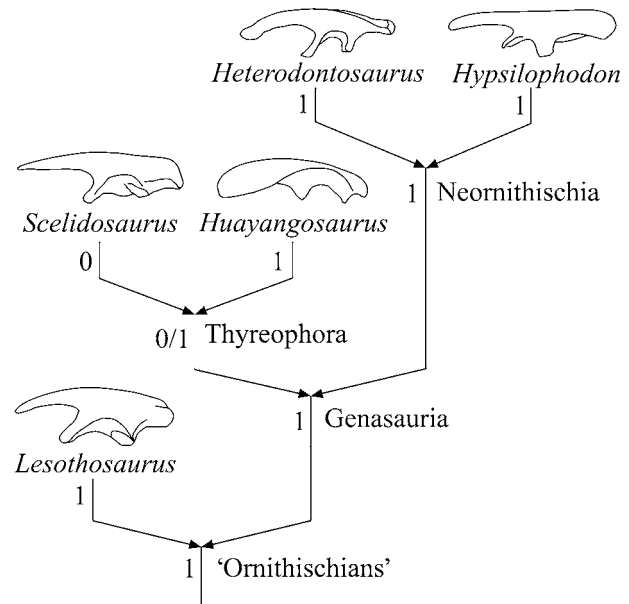 Heterodontosaurus Hypsilophodon
1 1
1 Neornithischia
Scelidosaurus Huayangosaurus
0 1
0/1 Thyreophora
1 Genasauria
Lesothosaurus
1
1 ‘Ornithischians’